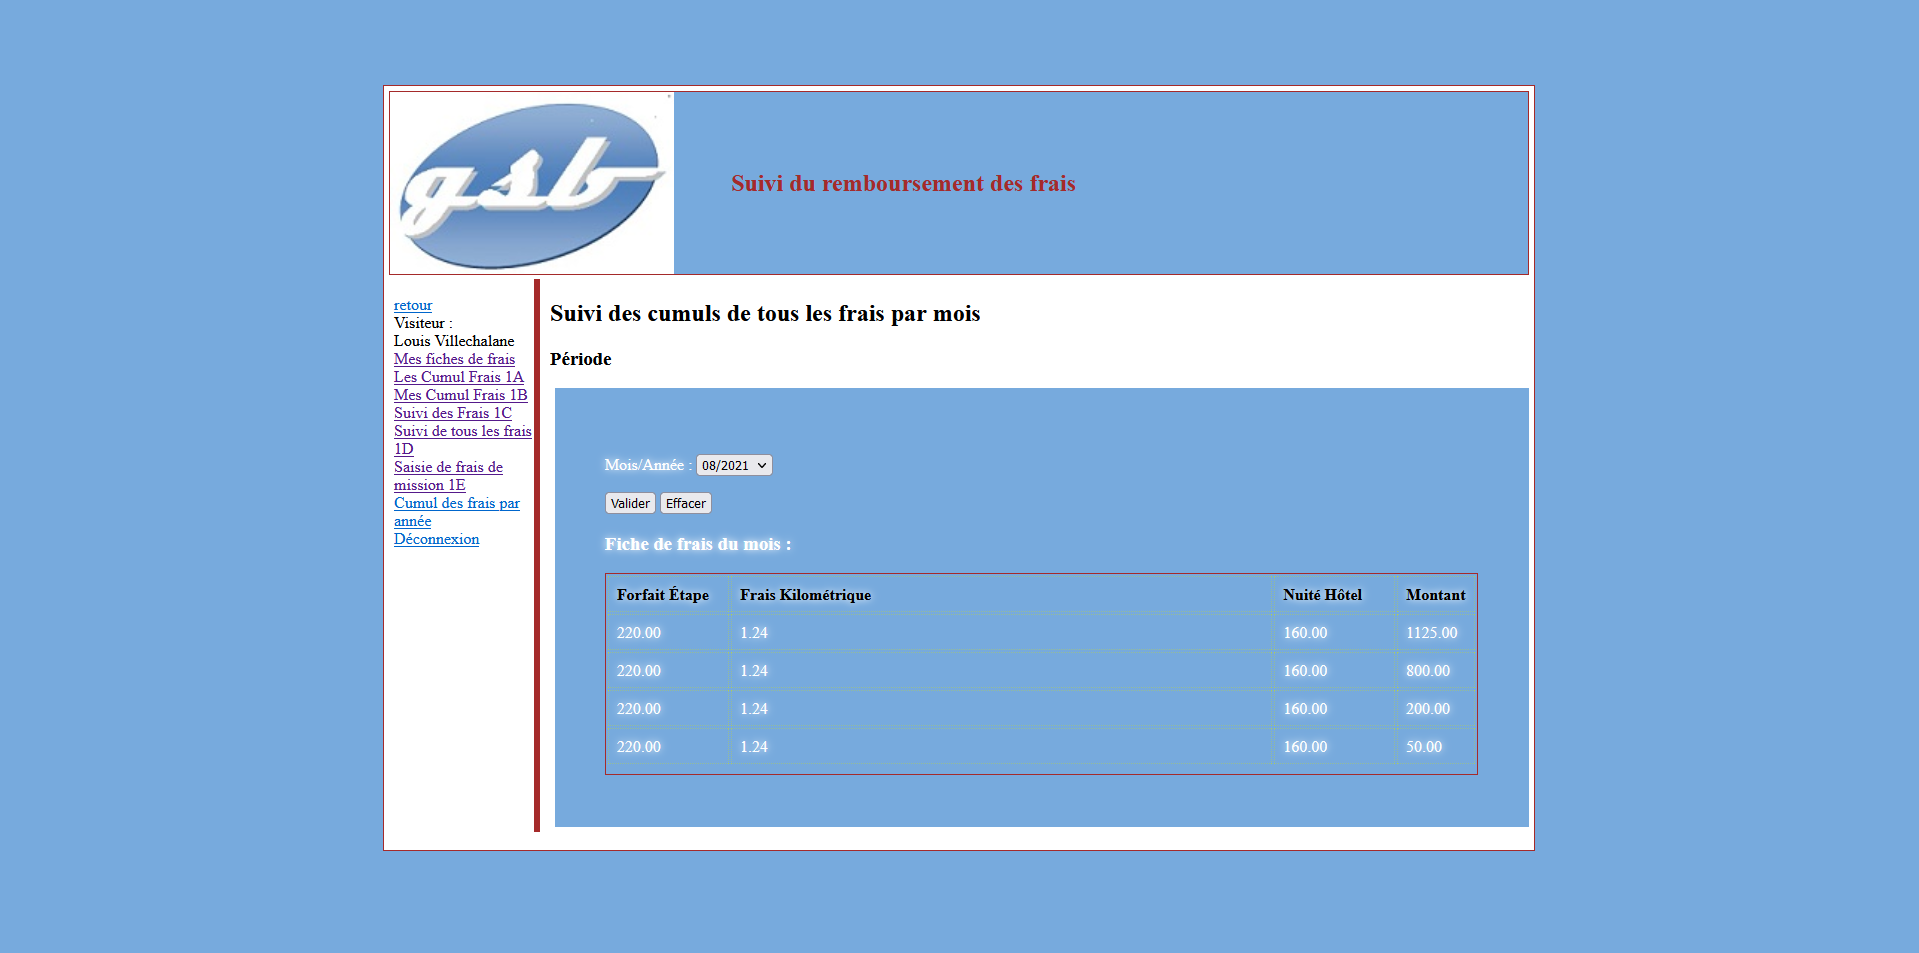 gsb
Suivi du remboursement des frais
retour
Visiteur :
Louis Villechalane
Mes fiches de frais
Les Cumul Frais 1A
Mes Cumul Frais 1B
Suivi des Frais 1C
Suivi de tous les frais
1D
Saisie de frais de
mission 1E
Cumul des frais par
année
Déconnexion
Suivi des cumuls de tous les frais par mois
Période
Mois/Année : 08/2021
Valider Effacer
Fiche de frais du mois :
Forfait Étape Frais Kilométrique Nuité Hôtel Montant
220.00 1.24 160.00 1125.00
220.00 1.24 160.00 800.00
220.00 1.24 160.00 200.00
220.00 1.24 160.00 50.00